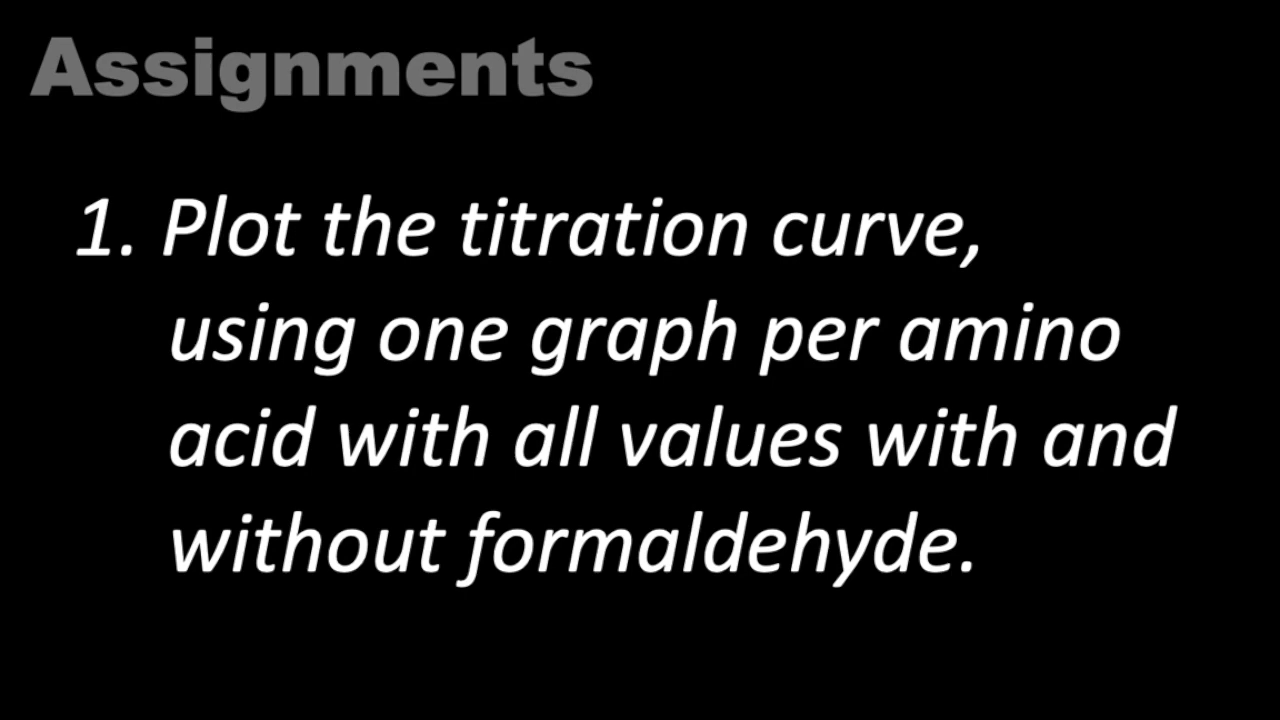 Assignments
1. Plot the titration curve,
using one graph per amino
acid with all values with and
without formaldehyde.